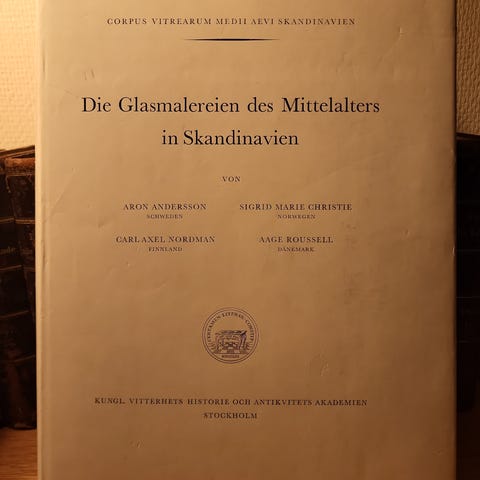 CORPUS VITREARUM MEDII AEVI SKANDINAVIEN
Die Glasmalereien des Mittelalters
in Skandinavien
VON
ARON ANDERSSON
SCHWEDEN
SIGRID MARIE CHRISTIE
NORWEGEN
CARL AXEL NORDMAN
FINNLAND
AAGE ROUSSELL
DÄNEMARK
KUNGL. VITTERHETS HISTORIE OCH ANTIKVITETS AKADEMIEN
STOCKHOLM